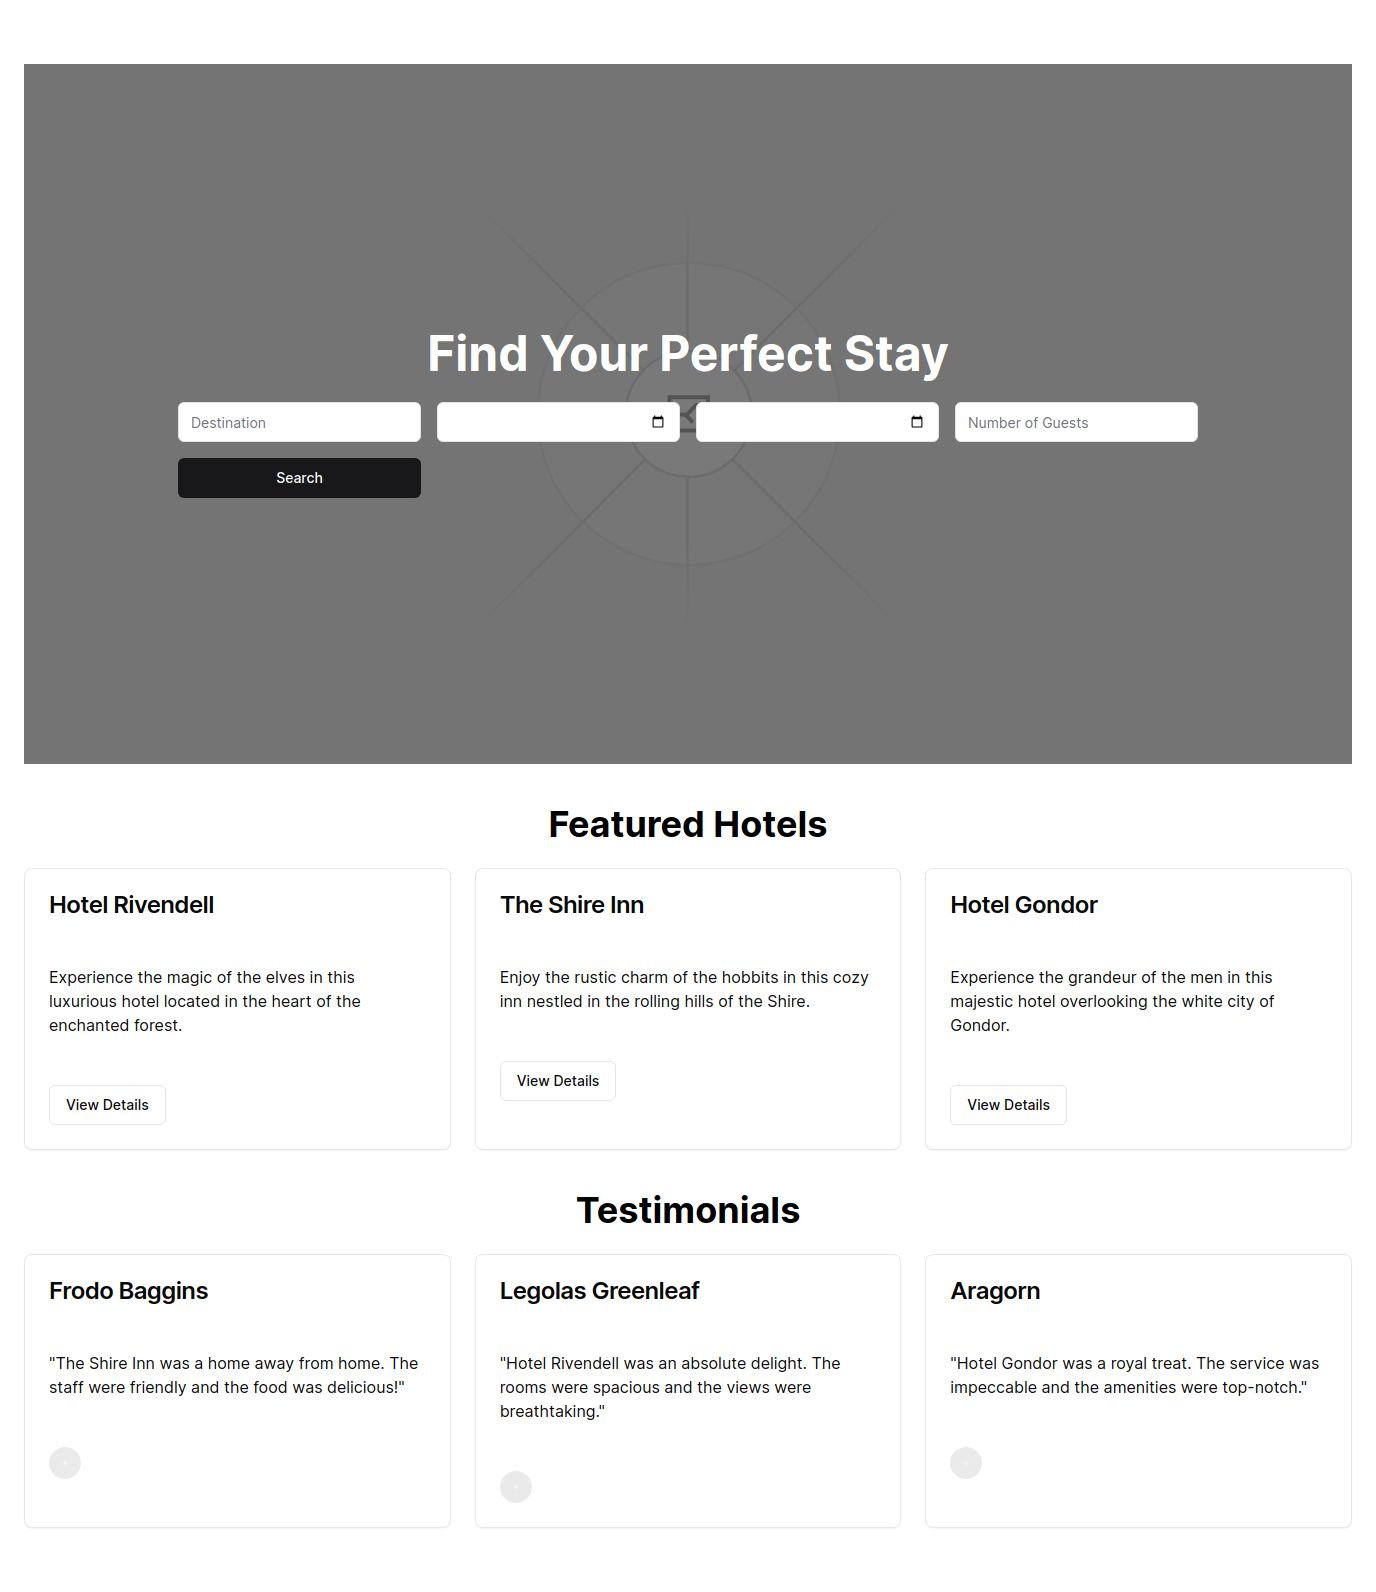 Find Your Perfect Stay
Destination
Number of Guests
Search
Featured Hotels
Hotel Rivendell
Experience the magic of the elves in this
luxurious hotel located in the heart of the
enchanted forest.
View Details
The Shire Inn
Enjoy the rustic charm of the hobbits in this cozy
inn nestled in the rolling hills of the Shire.
View Details
Hotel Gondor
Experience the grandeur of the men in this
majestic hotel overlooking the white city of
Gondor.
View Details
Testimonials
Frodo Baggins
"The Shire Inn was a home away from home. The
staff were friendly and the food was delicious!"
Legolas Greenleaf
"Hotel Rivendell was an absolute delight. The
rooms were spacious and the views were
breathtaking."
Aragorn
"Hotel Gondor was a royal treat. The service was
impeccable and the amenities were top-notch."